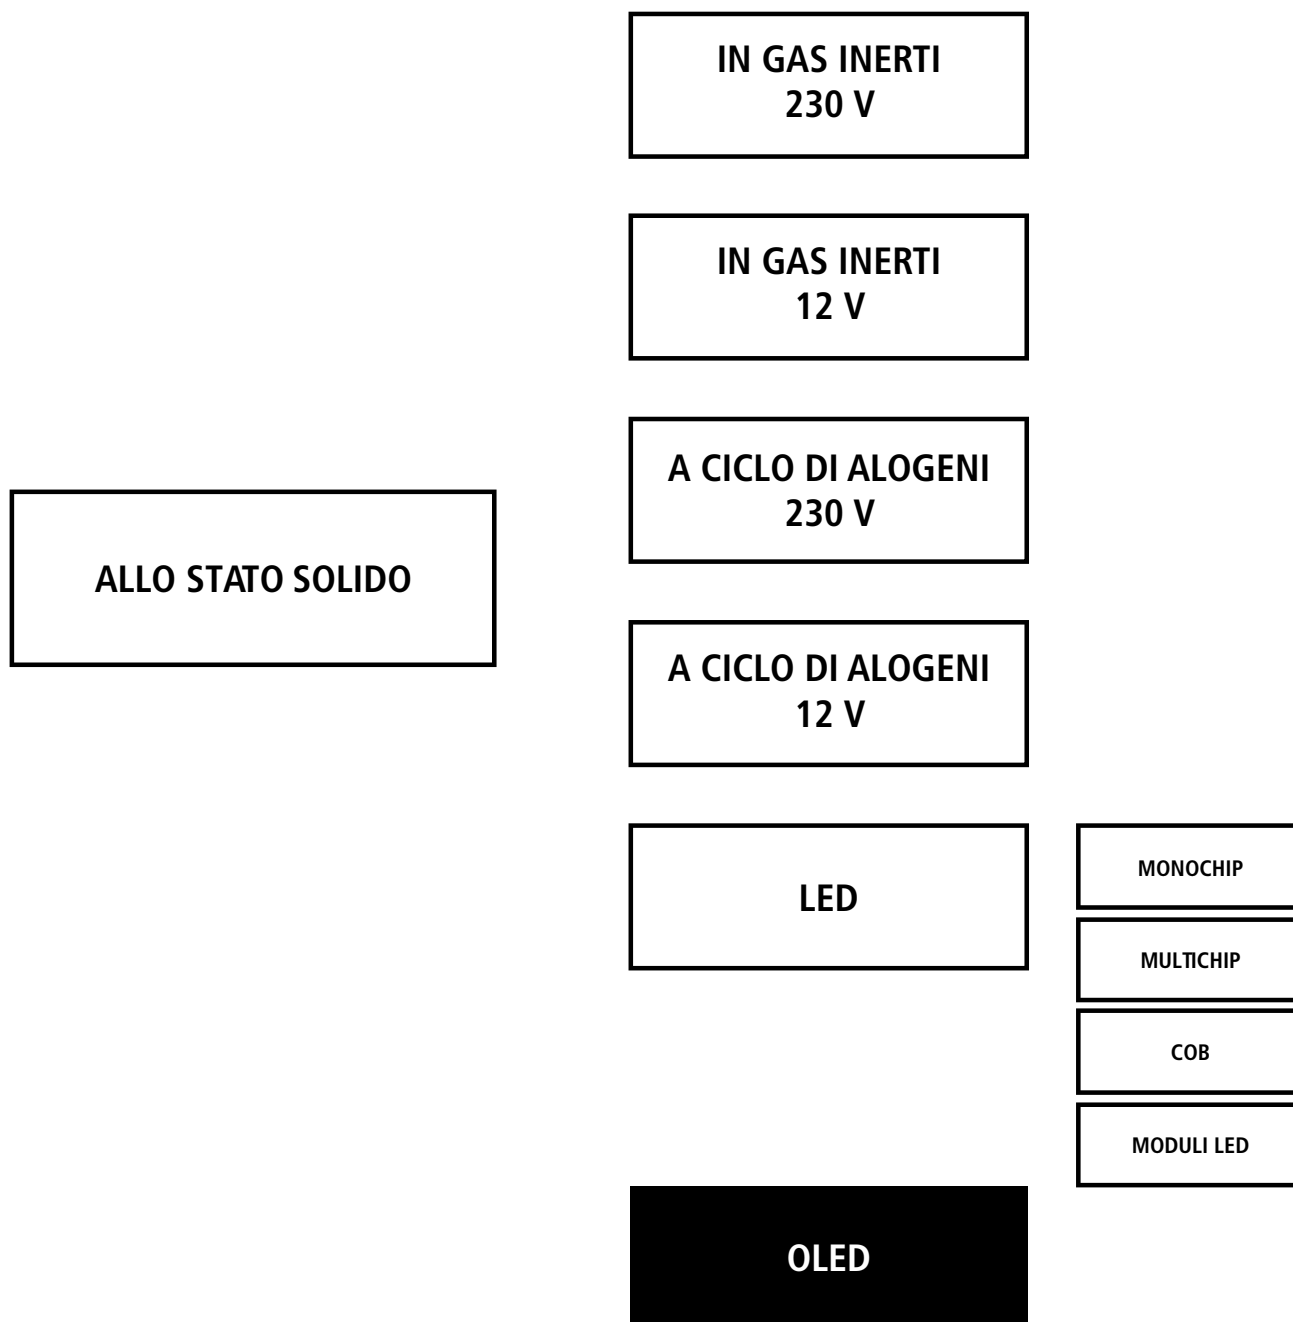 ALLO STATO SOLIDO
IN GAS INERTI
230 V
IN GAS INERTI
12 V
A CICLO DI ALOGENI
230 V
A CICLO DI ALOGENI
12 V
LED
MONOCHIP
MULTICHIP
COB
MODULI LED
OLED